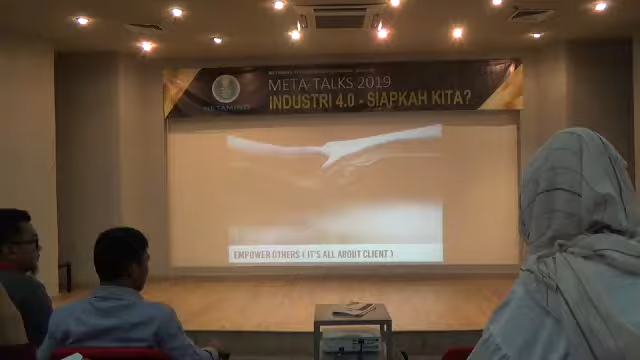 META-TALKS 2019
INDUSTRI 4.0 - SIAPKAH KITA?
METAMIND
EMPOWER OTHERS ( IT'S ALL ABOUT CLIENT )